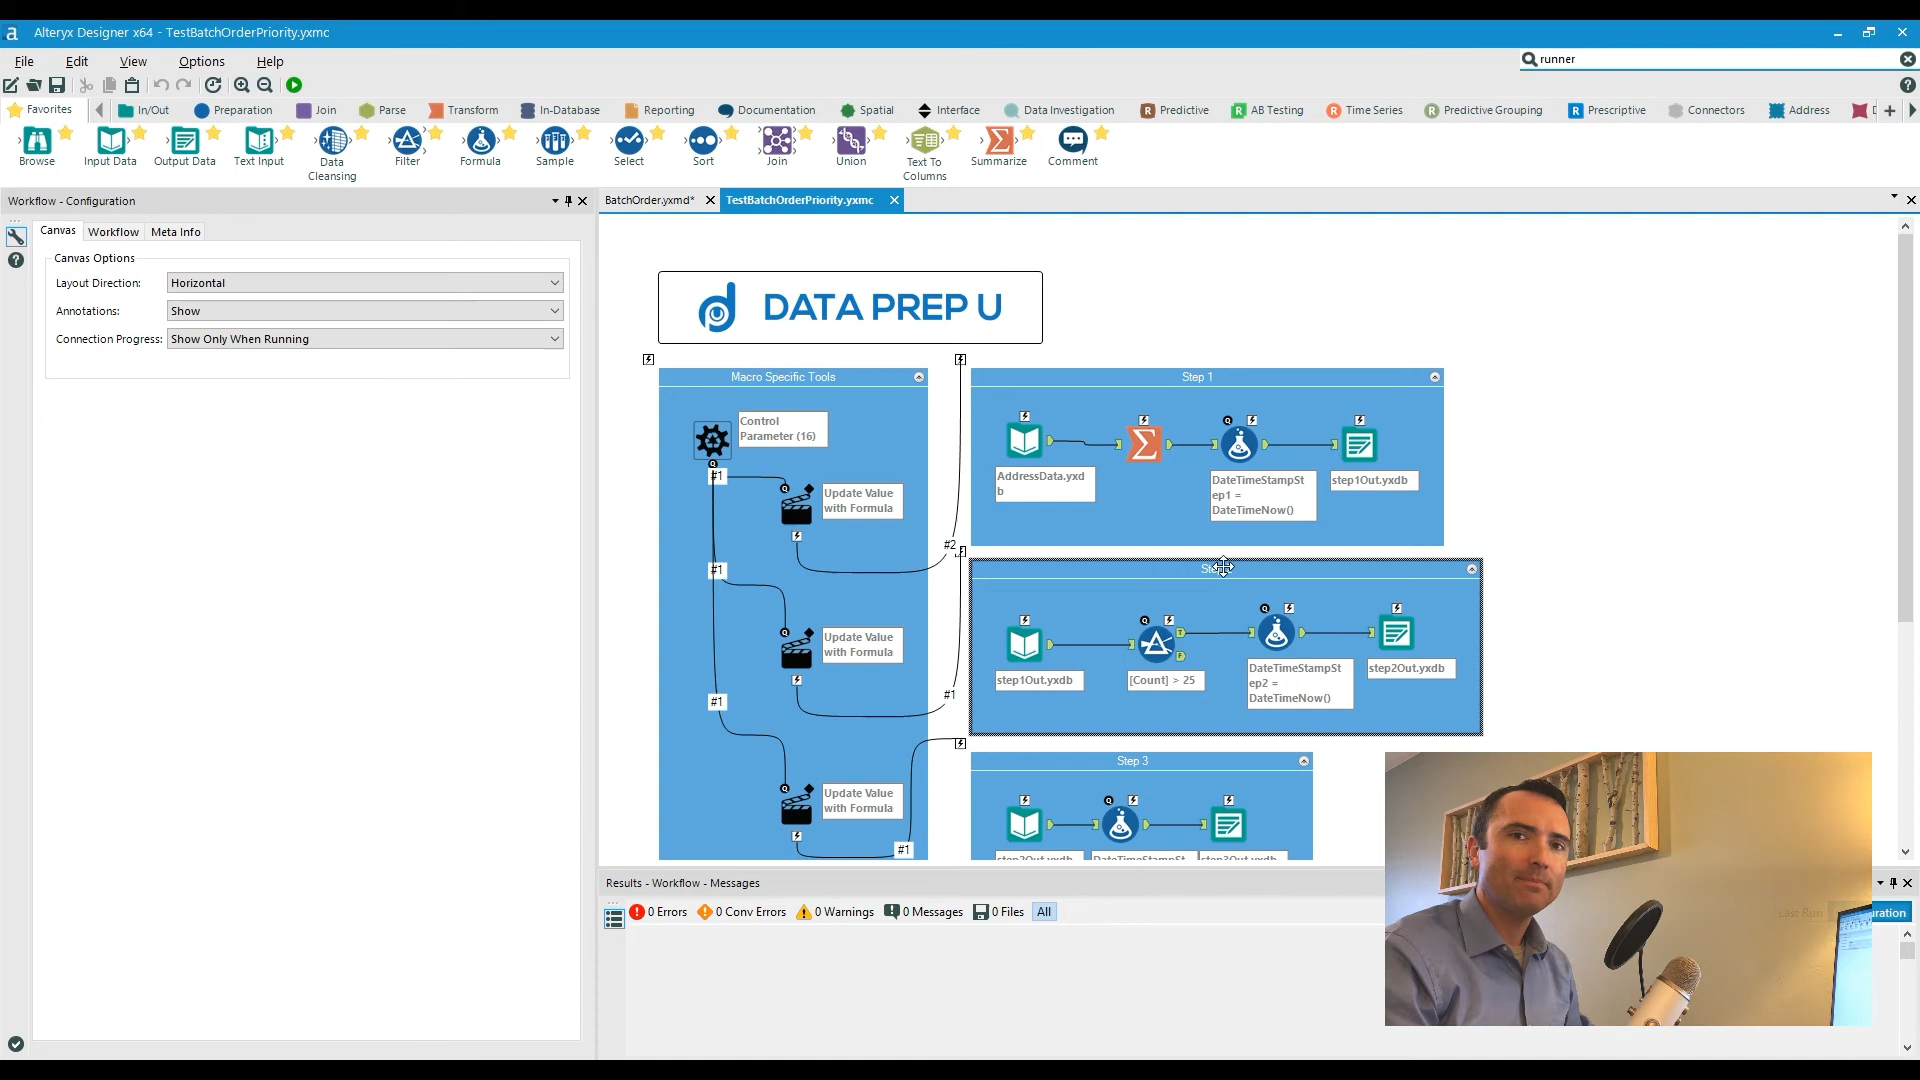 Alteryx Designer x64 - TestBatchOrderPriority.yxmc
File Edit View Options Help
runner
Favorites In/Out Preparation Join Parse Transform In-Database Reporting Documentation Spatial Interface Data Investigation Predictive AB Testing Time Series Predictive Grouping Prescriptive Connectors Address
Browse Input Data Output Data Text Input Data Cleansing Filter Formula Sample Select Sort Join Union Text To Columns Summarize Comment
Workflow - Configuration
BatchOrder.yxmd* TestBatchOrderPriority.yxmc
Canvas Workflow Meta Info
Canvas Options
Layout Direction: Horizontal
Annotations: Show
Connection Progress: Show Only When Running
DATA PREP U
Macro Specific Tools
Control
Parameter (16)
#1
Update Value
with Formula
#2
#1
Update Value
with Formula
#1
#1
Update Value
with Formula
#1
Step 1
AddressData.yxd
b
DateTimeStampSt
ep1 =
DateTimeNow()
step1Out.yxdb
step1Out.yxdb
[Count] > 25
T
F
DateTimeStampSt
ep2 =
DateTimeNow()
step2Out.yxdb
Step 3
step2Out.yxdb
DateTimeStampSt
step3Out.yxdb
Results - Workflow - Messages
0 Errors 0 Conv Errors 0 Warnings 0 Messages 0 Files All
Last Run